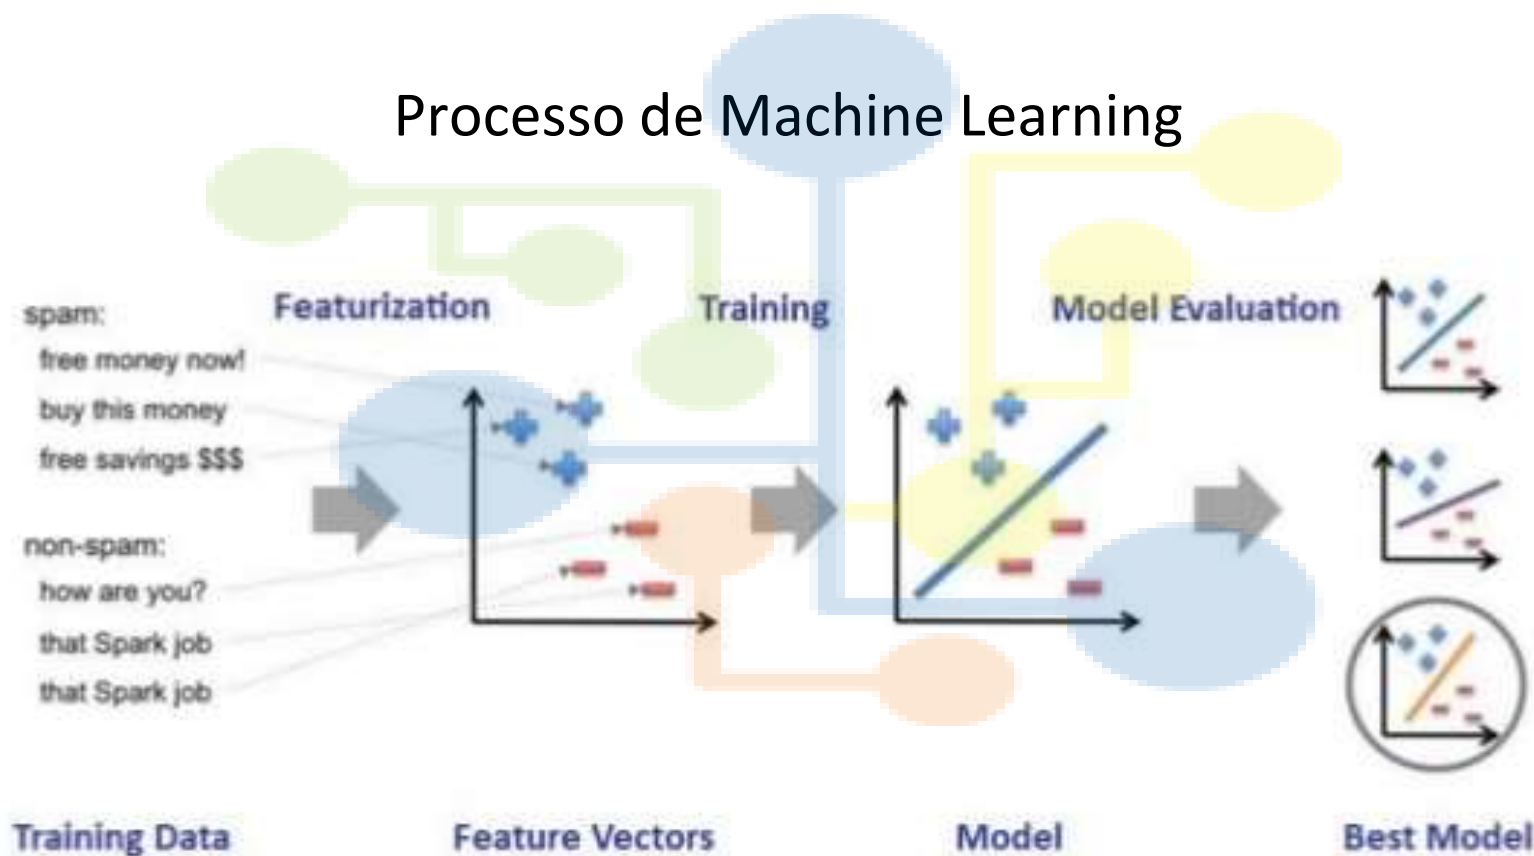 Processo de Machine Learning
Featurization
Training
Model Evaluation
spam:
free money now!
buy this money
free savings $$$
non-spam:
how are you?
that Spark job
that Spark job
Training Data
Feature Vectors
Model
Best Model